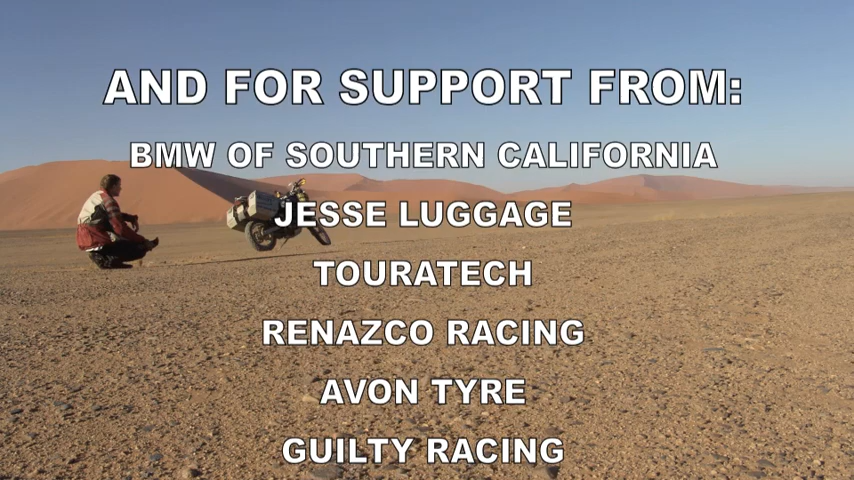 AND FOR SUPPORT FROM:
BMW OF SOUTHERN CALIFORNIA
JESSE LUGGAGE
TOURATECH
RENAZCO RACING
AVON TYRE
GUILTY RACING